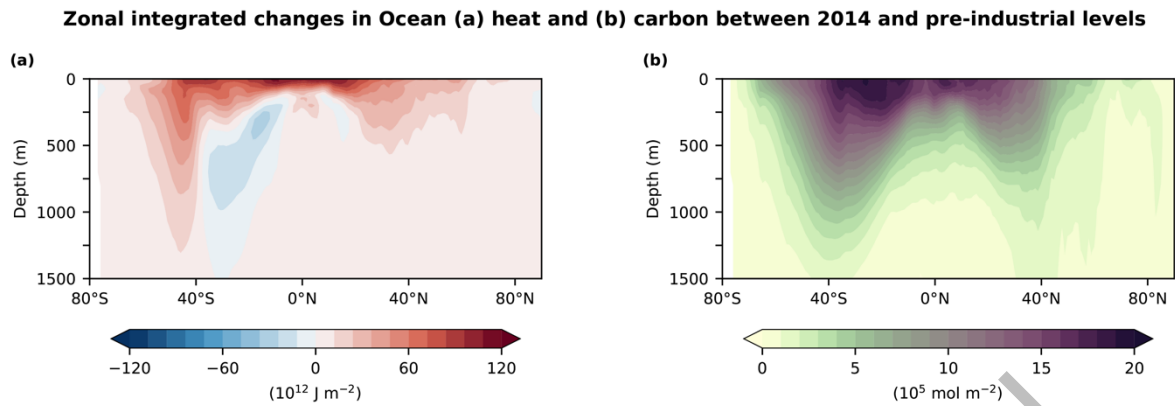 Zonal integrated changes in Ocean (a) heat and (b) carbon between 2014 and pre-industrial levels
(a)
0
500
1000
1500
Depth (m)
80°S 40°S 0°N 40°N 80°N
−120 −60 0 60 120
(10¹² J m⁻²)
(b)
0
500
1000
1500
Depth (m)
80°S 40°S 0°N 40°N 80°N
0 5 10 15 20
(10⁵ mol m⁻²)